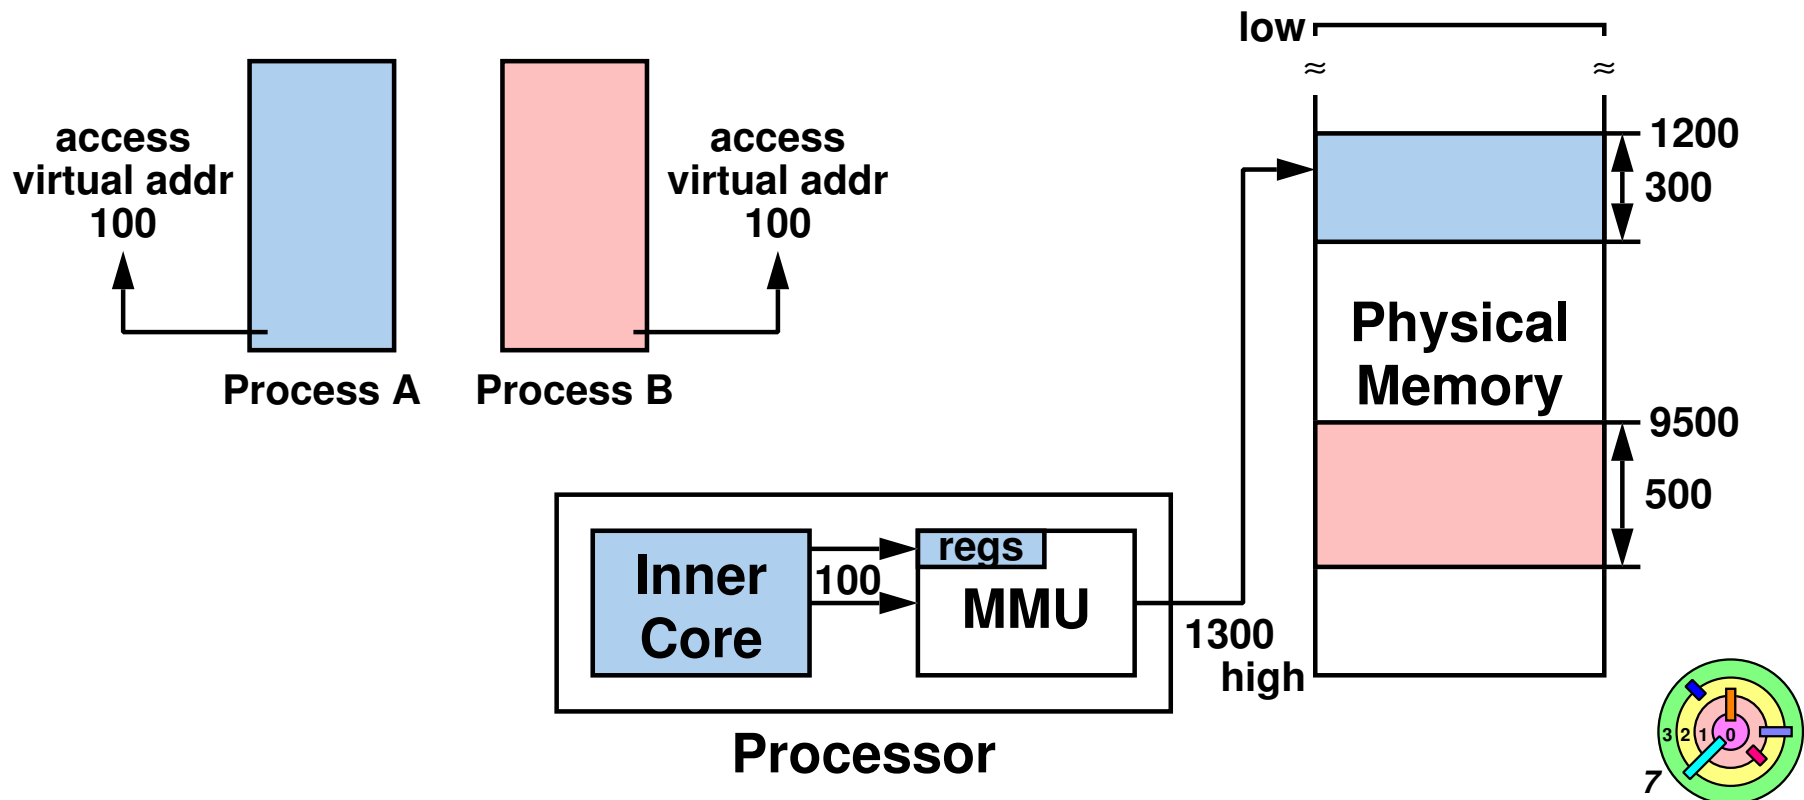 low
≈ ≈
access
virtual addr
100
access
virtual addr
100
Process A
Process B
1200
300
Physical
Memory
9500
500
Inner
Core
100
regs
MMU
1300
high
Processor
3 2 1 0
7